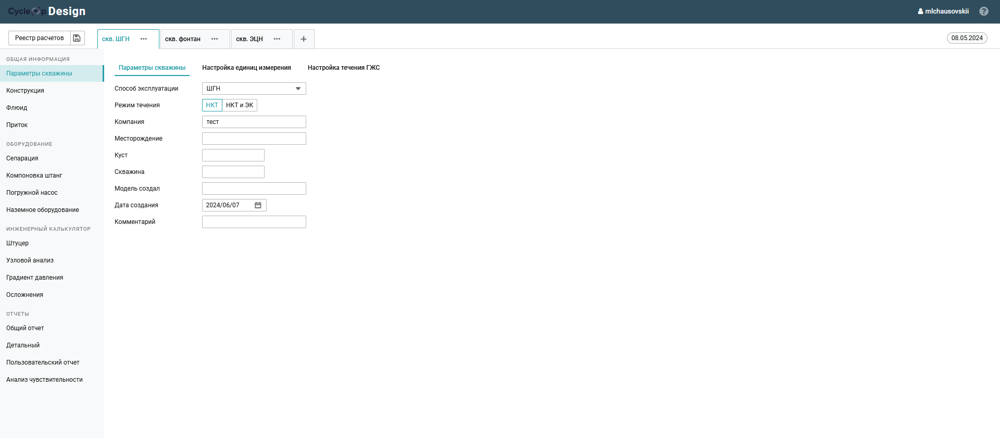 CycleOp Design
mlchausovskii
?
Реестр расчетов
скв. ШГН ...
скв. фонтан ...
скв. ЭЦН ...
+
08.05.2024
ОБЩАЯ ИНФОРМАЦИЯ
Параметры скважины
Конструкция
Флюид
Приток
ОБОРУДОВАНИЕ
Сепарация
Компоновка штанг
Погружной насос
Наземное оборудование
ИНЖЕНЕРНЫЙ КАЛЬКУЛЯТОР
Штуцер
Узловой анализ
Градиент давления
Осложнения
ОТЧЕТЫ
Общий отчет
Детальный
Пользовательский отчет
Анализ чувствительности
Параметры скважины
Настройка единиц измерения
Настройка течения ГЖС
Способ эксплуатации ШГН
Режим течения НКТ НКТ и ЭК
Компания тест
Месторождение
Куст
Скважина
Модель создал
Дата создания 2024/06/07
Комментарий